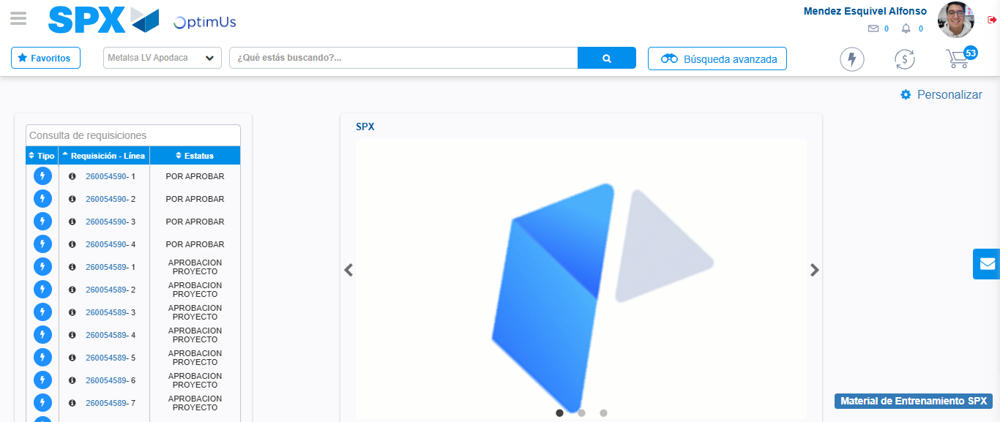 SPX OptimUs
Mendez Esquivel Alfonso
0 0
Favoritos
Metalsa LV Apodaca
¿Qué estás buscando?...
Búsqueda avanzada
$
53
Personalizar
Consulta de requisiciones
Tipo Requisición - Línea Estatus
260054590- 1 POR APROBAR
260054590- 2 POR APROBAR
260054590- 3 POR APROBAR
260054590- 4 POR APROBAR
260054589- 1 APROBACION PROYECTO
260054589- 2 APROBACION PROYECTO
260054589- 3 APROBACION PROYECTO
260054589- 4 APROBACION PROYECTO
260054589- 5 APROBACION PROYECTO
260054589- 6 APROBACION PROYECTO
260054589- 7 APROBACION PROYECTO
SPX
Material de Entrenamiento SPX